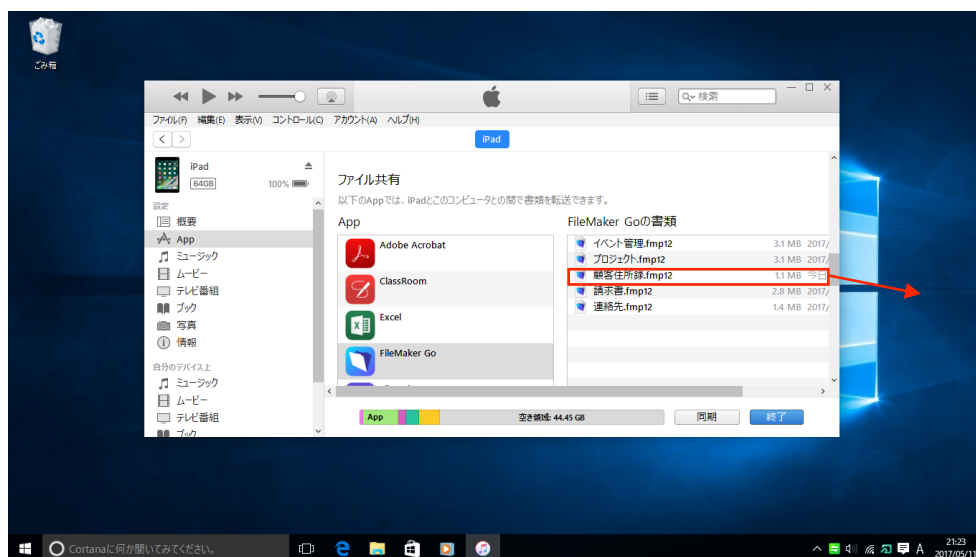 ごみ箱
検索
ファイル(F) 編集(E) 表示(V) コントロール(C) アカウント(A) ヘルプ(H)
iPad
iPad
64GB 100%
設定
概要
App
ミュージック
ムービー
テレビ番組
ブック
写真
情報
自分のデバイス上
ミュージック
ムービー
テレビ番組
ブック
ファイル共有
以下のAppでは、iPadとこのコンピュータとの間で書類を転送できます。
App
Adobe Acrobat
ClassRoom
Excel
FileMaker Go
FileMaker Goの書類
イベント管理.fmp12 3.1 MB 2017/
プロジェクト.fmp12 3.1 MB 2017/
顧客住所録.fmp12 1.1 MB 今日
請求書.fmp12 2.8 MB 2017/
連絡先.fmp12 1.4 MB 2017/
App 空き領域: 44.45 GB 同期 終了
Cortanaに何か聞いてみてください。
A 21:23
2017/05/11